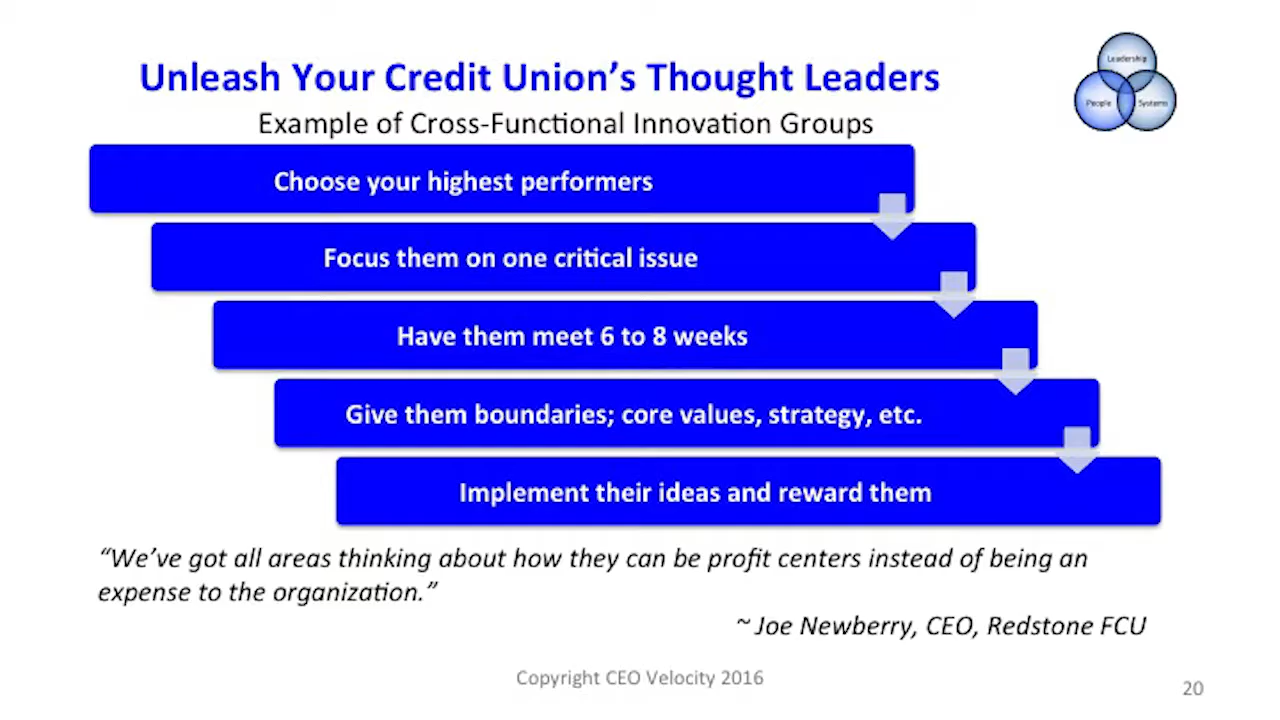 Unleash Your Credit Union’s Thought Leaders
Example of Cross-Functional Innovation Groups
Leadership
People
Systems
Choose your highest performers
Focus them on one critical issue
Have them meet 6 to 8 weeks
Give them boundaries; core values, strategy, etc.
Implement their ideas and reward them
“We’ve got all areas thinking about how they can be profit centers instead of being an
expense to the organization.”
~ Joe Newberry, CEO, Redstone FCU
Copyright CEO Velocity 2016
20